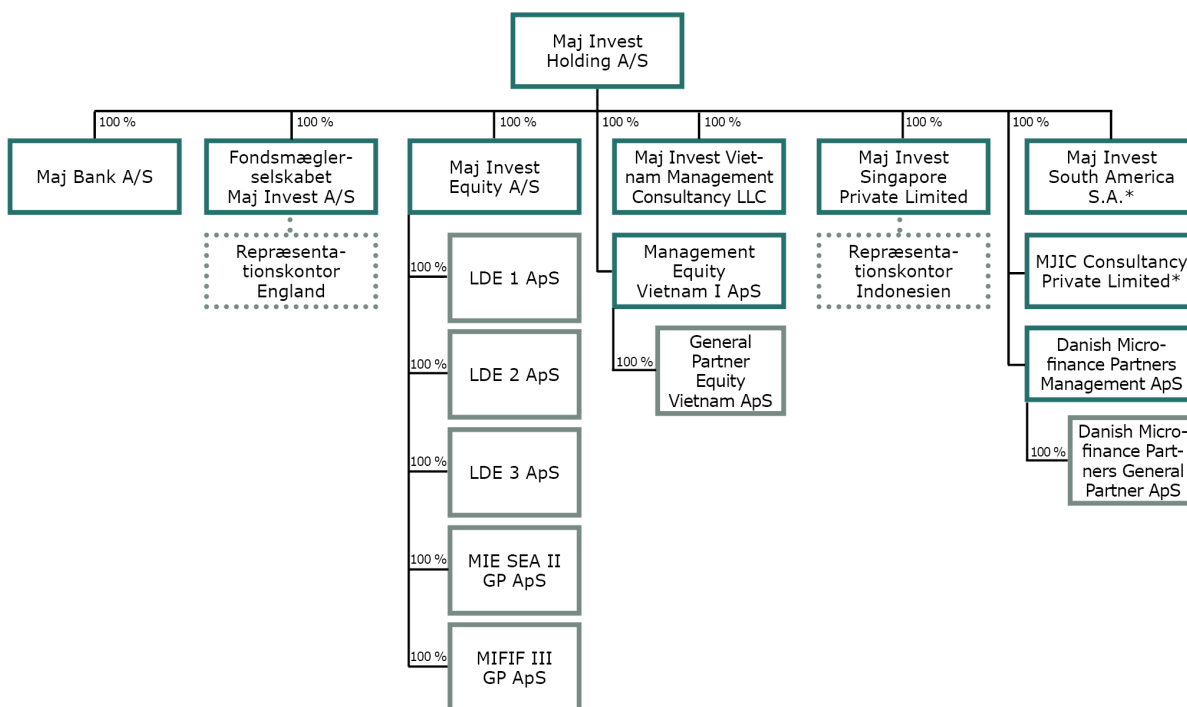 Maj Invest
Holding A/S
100 %
100 %
100 %
100 %
100 %
100 %
100 %
Maj Bank A/S
Fondsmægler-
selskabet
Maj Invest A/S
Maj Invest
Equity A/S
Maj Invest Viet-
nam Management
Consultancy LLC
Maj Invest
Singapore
Private Limited
Maj Invest
South America
S.A.*
Repræsenta-
tionskontor
England
100 %
LDE 1 ApS
Management
Equity
Vietnam I ApS
Repræsenta-
tionskontor
Indonesien
MJIC Consultancy
Private Limited*
100 %
LDE 2 ApS
100 %
General
Partner
Equity
Vietnam ApS
Danish Micro-
finance Partners
Management ApS
100 %
LDE 3 ApS
100 %
Danish Micro-
finance Part-
ners General
Partner ApS
100 %
MIE SEA II
GP ApS
100 %
MIFIF III
GP ApS